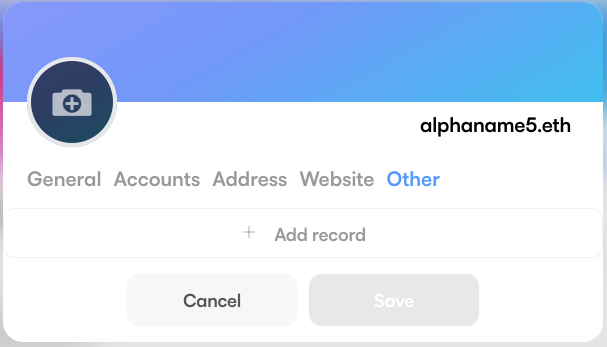 alphaname5.eth
General Accounts Address Website Other
+ Add record
Cancel Save